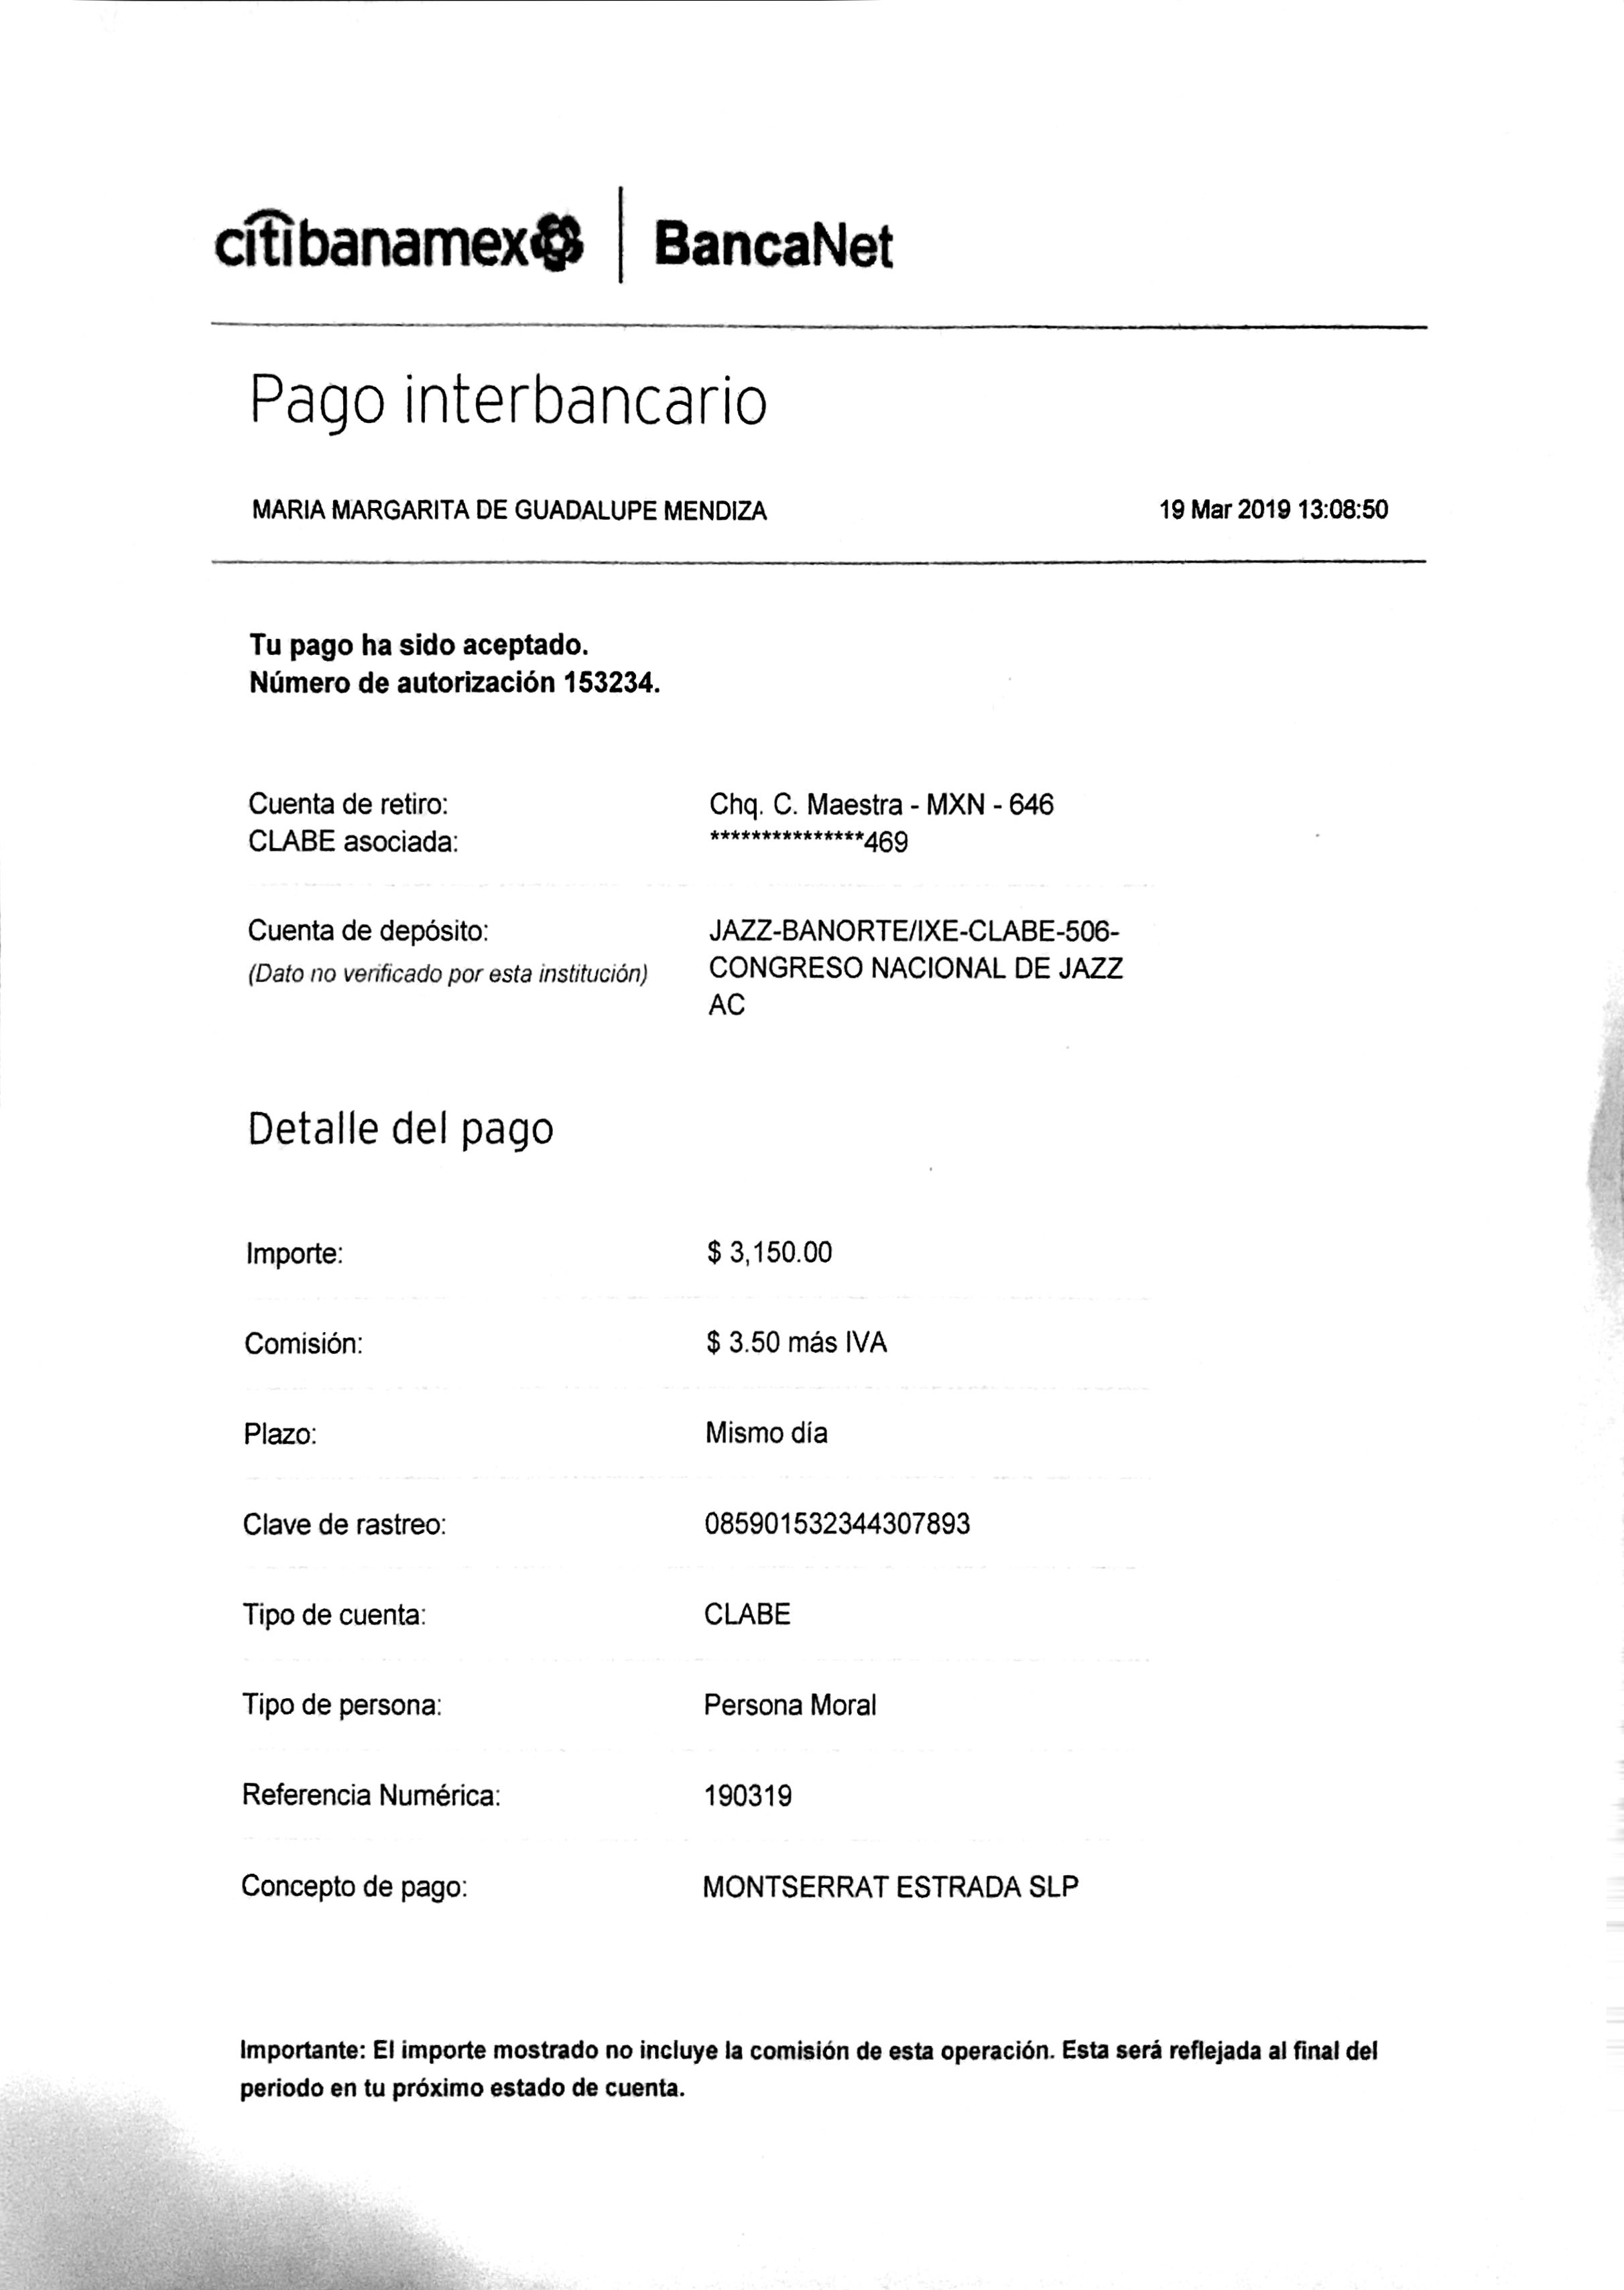 citibanamex | BancaNet
Pago interbancario
MARIA MARGARITA DE GUADALUPE MENDIZA 19 Mar 2019 13:08:50
Tu pago ha sido aceptado.
Número de autorización 153234.
Cuenta de retiro: Chq. C. Maestra - MXN - 646
CLABE asociada: ***************469
Cuenta de depósito: JAZZ-BANORTE/IXE-CLABE-506-
(Dato no verificado por esta institución) CONGRESO NACIONAL DE JAZZ
AC
Detalle del pago
Importe: $ 3,150.00
Comisión: $ 3.50 más IVA
Plazo: Mismo día
Clave de rastreo: 085901532344307893
Tipo de cuenta: CLABE
Tipo de persona: Persona Moral
Referencia Numérica: 190319
Concepto de pago: MONTSERRAT ESTRADA SLP
Importante: El importe mostrado no incluye la comisión de esta operación. Esta será reflejada al final del
periodo en tu próximo estado de cuenta.